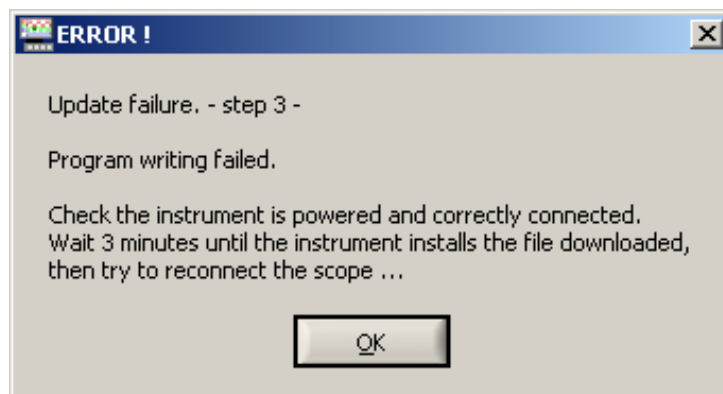 ERROR !
Update failure. - step 3 -
Program writing failed.
Check the instrument is powered and correctly connected.
Wait 3 minutes until the instrument installs the file downloaded,
then try to reconnect the scope ...
OK